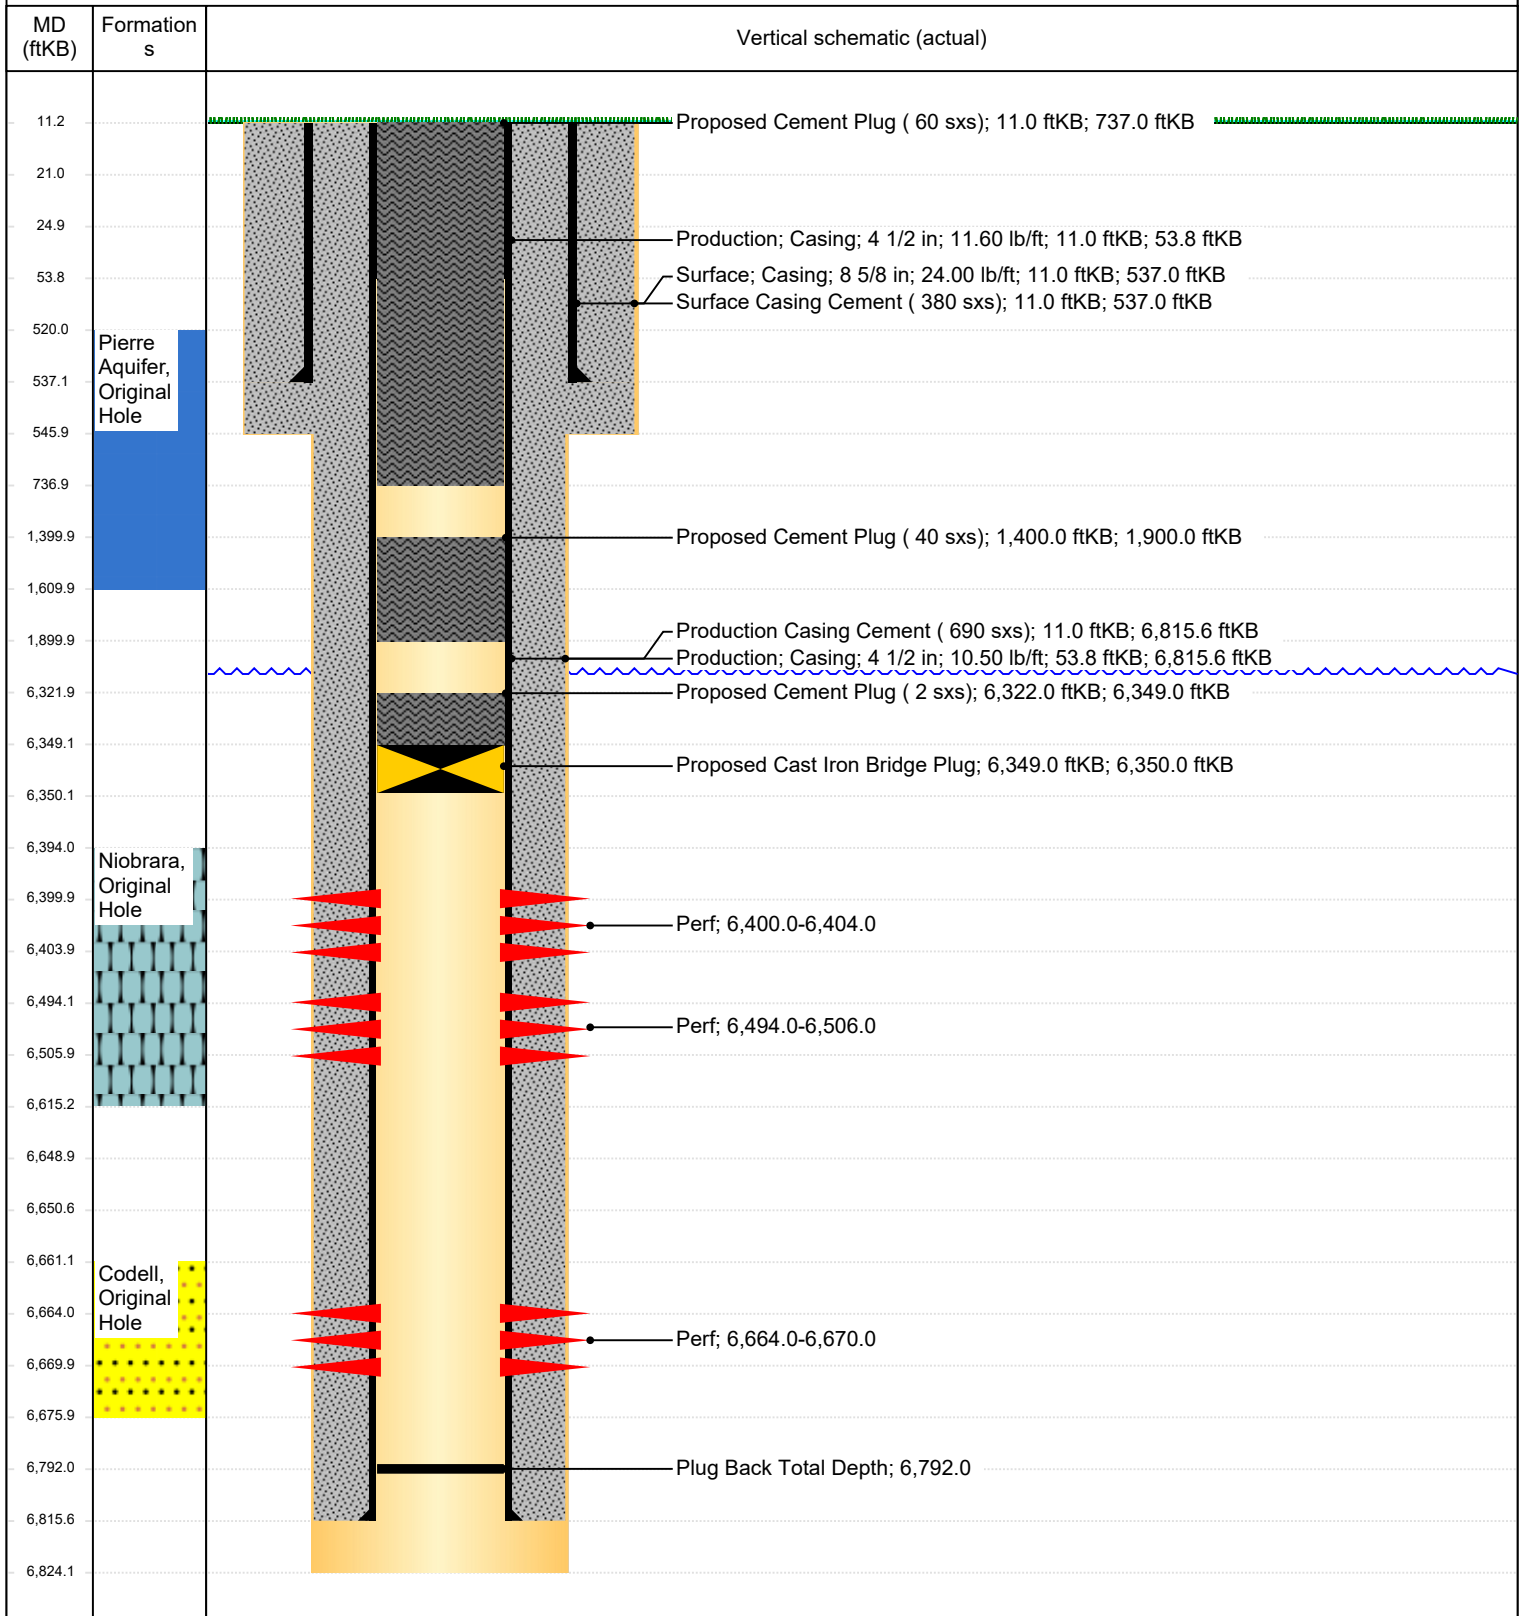 MD
(ftKB)
Formation
s
Vertical schematic (actual)
11.2
21.0
24.9
53.8
520.0
537.1
545.9
736.9
1,399.9
1,609.9
1,899.9
6,321.9
6,349.1
6,350.1
6,394.0
6,399.9
6,403.9
6,494.1
6,505.9
6,615.2
6,648.9
6,650.6
6,661.1
6,664.0
6,669.9
6,675.9
6,792.0
6,815.6
6,824.1
Pierre
Aquifer,
Original
Hole
Niobrara,
Original
Hole
Codell,
Original
Hole
Proposed Cement Plug ( 60 sxs); 11.0 ftKB; 737.0 ftKB
Production; Casing; 4 1/2 in; 11.60 lb/ft; 11.0 ftKB; 53.8 ftKB
Surface; Casing; 8 5/8 in; 24.00 lb/ft; 11.0 ftKB; 537.0 ftKB
Surface Casing Cement ( 380 sxs); 11.0 ftKB; 537.0 ftKB
Proposed Cement Plug ( 40 sxs); 1,400.0 ftKB; 1,900.0 ftKB
Production Casing Cement ( 690 sxs); 11.0 ftKB; 6,815.6 ftKB
Production; Casing; 4 1/2 in; 10.50 lb/ft; 53.8 ftKB; 6,815.6 ftKB
Proposed Cement Plug ( 2 sxs); 6,322.0 ftKB; 6,349.0 ftKB
Proposed Cast Iron Bridge Plug; 6,349.0 ftKB; 6,350.0 ftKB
Perf; 6,400.0-6,404.0
Perf; 6,494.0-6,506.0
Perf; 6,664.0-6,670.0
Plug Back Total Depth; 6,792.0